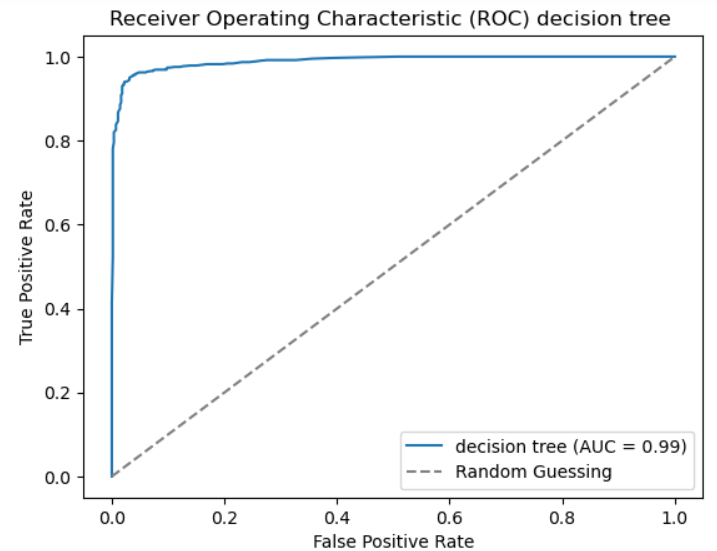 Receiver Operating Characteristic (ROC) decision tree
1.0
0.8
0.6
0.4
0.2
0.0
True Positive Rate
decision tree (AUC = 0.99)
Random Guessing
0.0 0.2 0.4 0.6 0.8 1.0
False Positive Rate